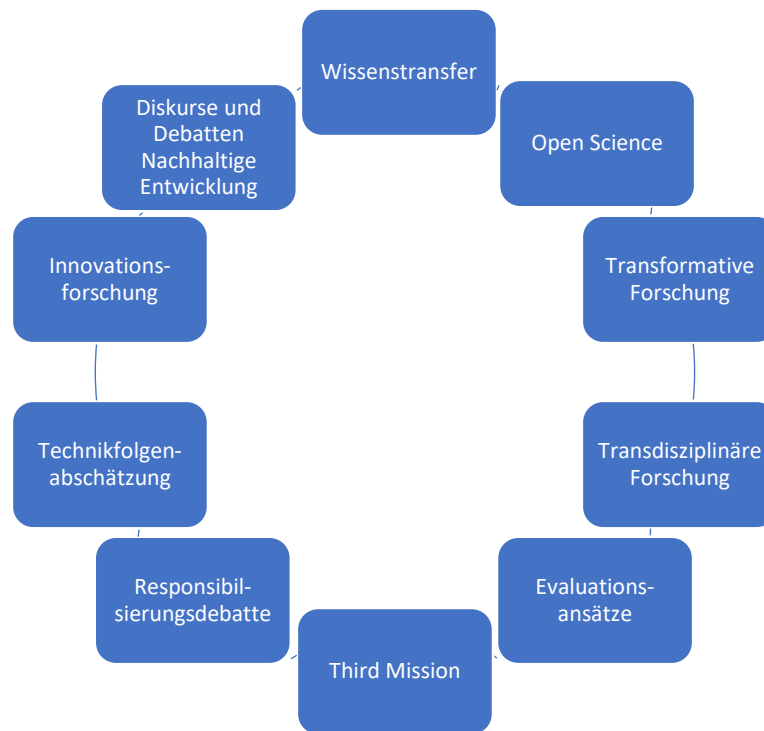 Wissenstransfer
Open Science
Transformative
Forschung
Transdisziplinäre
Forschung
Evaluations-
ansätze
Third Mission
Responsibil-
sierungsdebatte
Technikfolgen-
abschätzung
Innovations-
forschung
Diskurse und
Debatten
Nachhaltige
Entwicklung